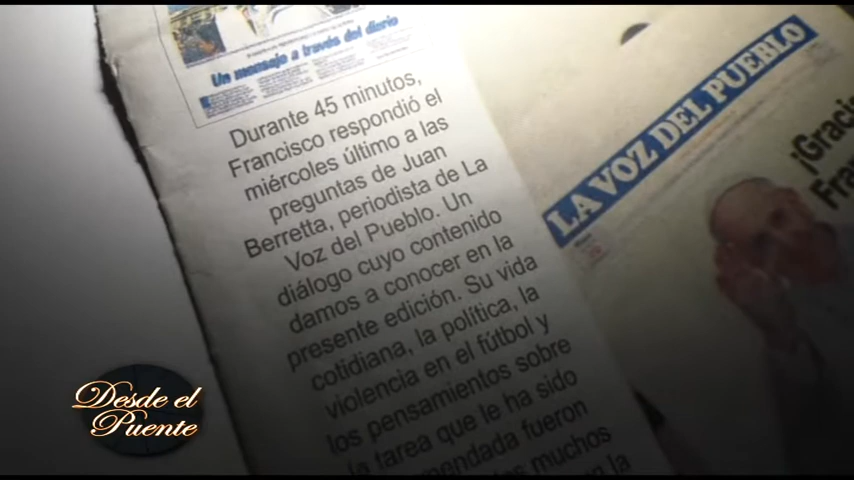 Un mensaje a través del diario
Durante 45 minutos,
Francisco respondió el
miércoles último a las
preguntas de Juan
Berretta, periodista de La
Voz del Pueblo. Un
diálogo cuyo contenido
damos a conocer en la
presente edición. Su vida
cotidiana, la política, la
violencia en el fútbol y
los pensamientos sobre
la tarea que le ha sido
fueron
muchos
la
LA VOZ DEL PUEBLO
Desde el
Puente